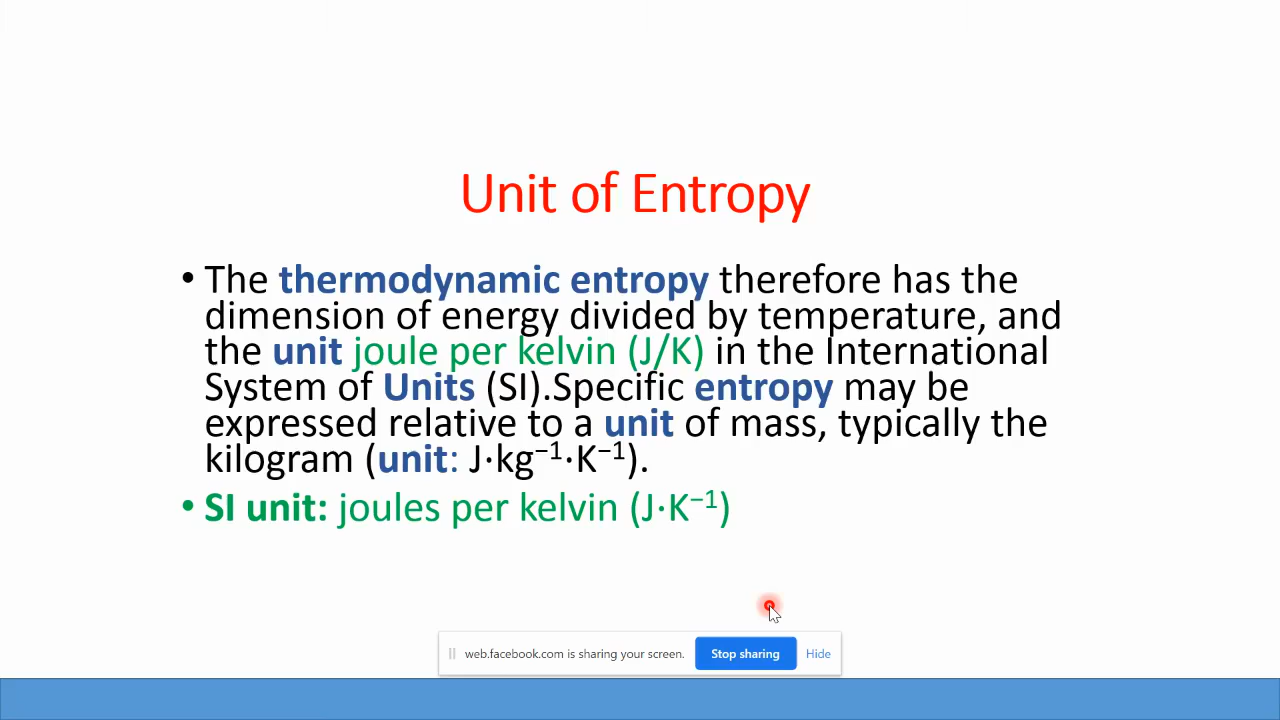 Unit of Entropy
• The thermodynamic entropy therefore has the
dimension of energy divided by temperature, and
the unit joule per kelvin (J/K) in the International
System of Units (SI).Specific entropy may be
expressed relative to a unit of mass, typically the
kilogram (unit: J·kg⁻¹·K⁻¹).
• SI unit: joules per kelvin (J·K⁻¹)
web.facebook.com is sharing your screen. Stop sharing Hide